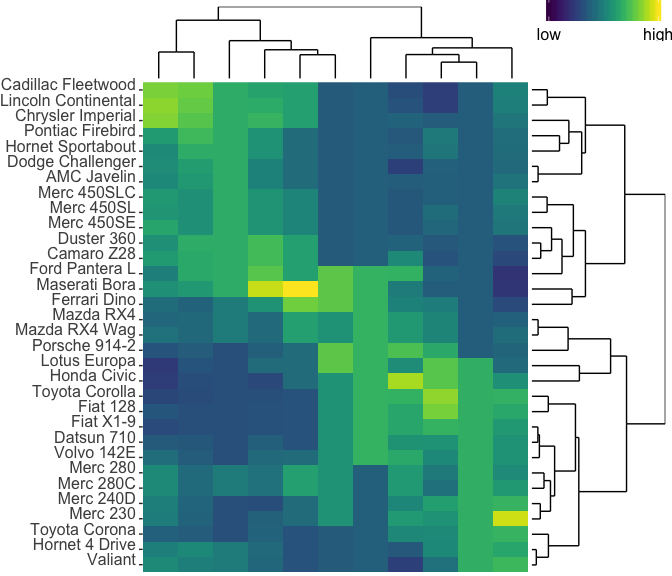 low high
Cadillac Fleetwood
Lincoln Continental
Chrysler Imperial
Pontiac Firebird
Hornet Sportabout
Dodge Challenger
AMC Javelin
Merc 450SLC
Merc 450SL
Merc 450SE
Duster 360
Camaro Z28
Ford Pantera L
Maserati Bora
Ferrari Dino
Mazda RX4
Mazda RX4 Wag
Porsche 914-2
Lotus Europa
Honda Civic
Toyota Corolla
Fiat 128
Fiat X1-9
Datsun 710
Volvo 142E
Merc 280
Merc 280C
Merc 240D
Merc 230
Toyota Corona
Hornet 4 Drive
Valiant